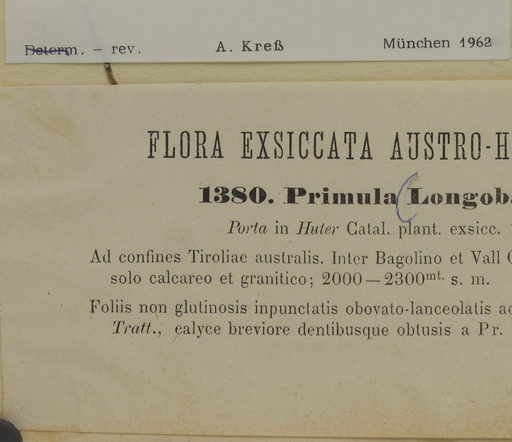 Determ. – rev. A. Kreß München 1962
FLORA EXSICCATA AUSTRO-H
1380. Primula Longob
Porta in Huter Catal. plant. exsicc.
Ad confines Tiroliae australis. Inter Bagolino et Vall
solo calcareo et granitico; 2000—2300mt. s. m.
Foliis non glutinosis inpunctatis obovato-lanceolatis a
Tratt., calyce breviore dentibusque obtusis a Pr.